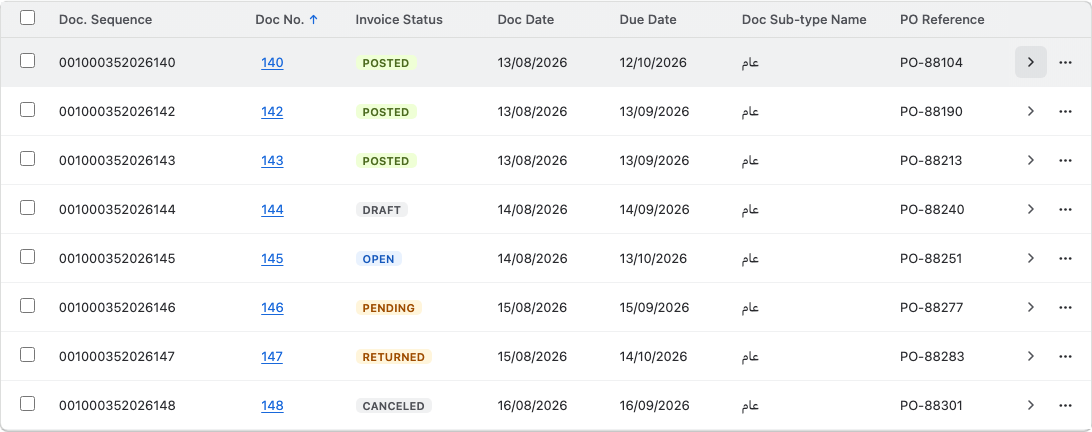 Doc. Sequence Doc No. ↑ Invoice Status Doc Date Due Date Doc Sub-type Name PO Reference
001000352026140 140 POSTED 13/08/2026 12/10/2026 عام PO-88104
001000352026142 142 POSTED 13/08/2026 13/09/2026 عام PO-88190
001000352026143 143 POSTED 13/08/2026 13/09/2026 عام PO-88213
001000352026144 144 DRAFT 14/08/2026 14/09/2026 عام PO-88240
001000352026145 145 OPEN 14/08/2026 13/10/2026 عام PO-88251
001000352026146 146 PENDING 15/08/2026 15/09/2026 عام PO-88277
001000352026147 147 RETURNED 15/08/2026 14/10/2026 عام PO-88283
001000352026148 148 CANCELED 16/08/2026 16/09/2026 عام PO-88301